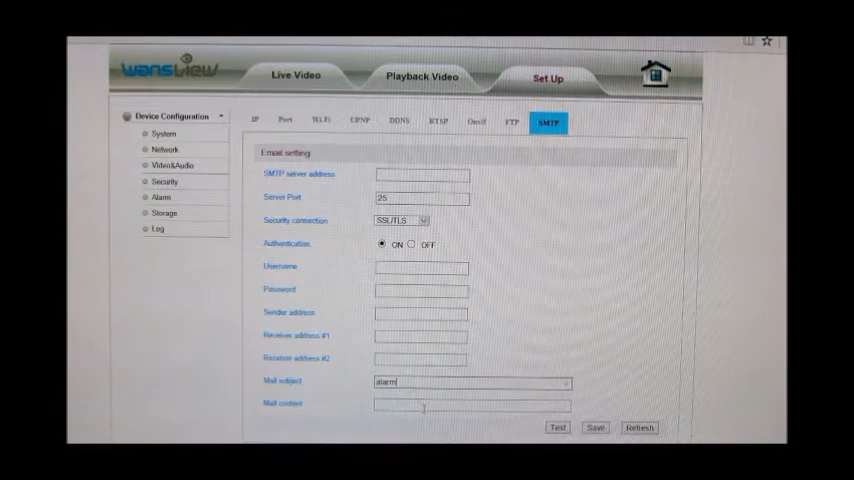 wansview
Live Video
Playback Video
Set Up
Device Configuration
System
Network
Video&Audio
Security
Alarm
Storage
Log
IP Port Wi-Fi UPNP DDNS RTSP Onvif FTP SMTP
Email setting
SMTP server address
Server Port 25
Security connection SSL/TLS
Authentication ON OFF
Username
Password
Sender address
Receiver address #1
Receiver address #2
Mail subject alarm
Mail content
Test Save Refresh